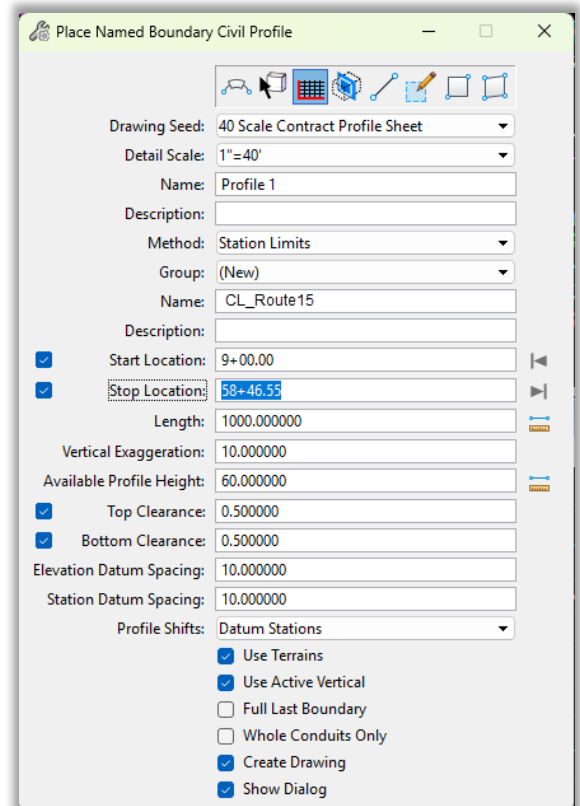 Place Named Boundary Civil Profile
Drawing Seed: 40 Scale Contract Profile Sheet
Detail Scale: 1"=40'
Name: Profile 1
Description:
Method: Station Limits
Group: (New)
Name: CL_Route15
Description:
Start Location: 9+00.00
Stop Location: 58+46.55
Length: 1000.000000
Vertical Exaggeration: 10.000000
Available Profile Height: 60.000000
Top Clearance: 0.500000
Bottom Clearance: 0.500000
Elevation Datum Spacing: 10.000000
Station Datum Spacing: 10.000000
Profile Shifts: Datum Stations
Use Terrains
Use Active Vertical
Full Last Boundary
Whole Conduits Only
Create Drawing
Show Dialog